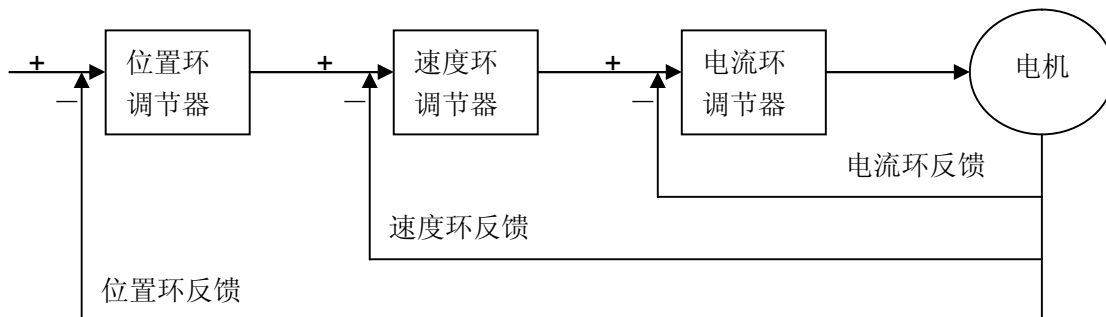 +
位置环
调节器
+
速度环
调节器
+
电流环
调节器
电机
—
—
—
电流环反馈
速度环反馈
位置环反馈